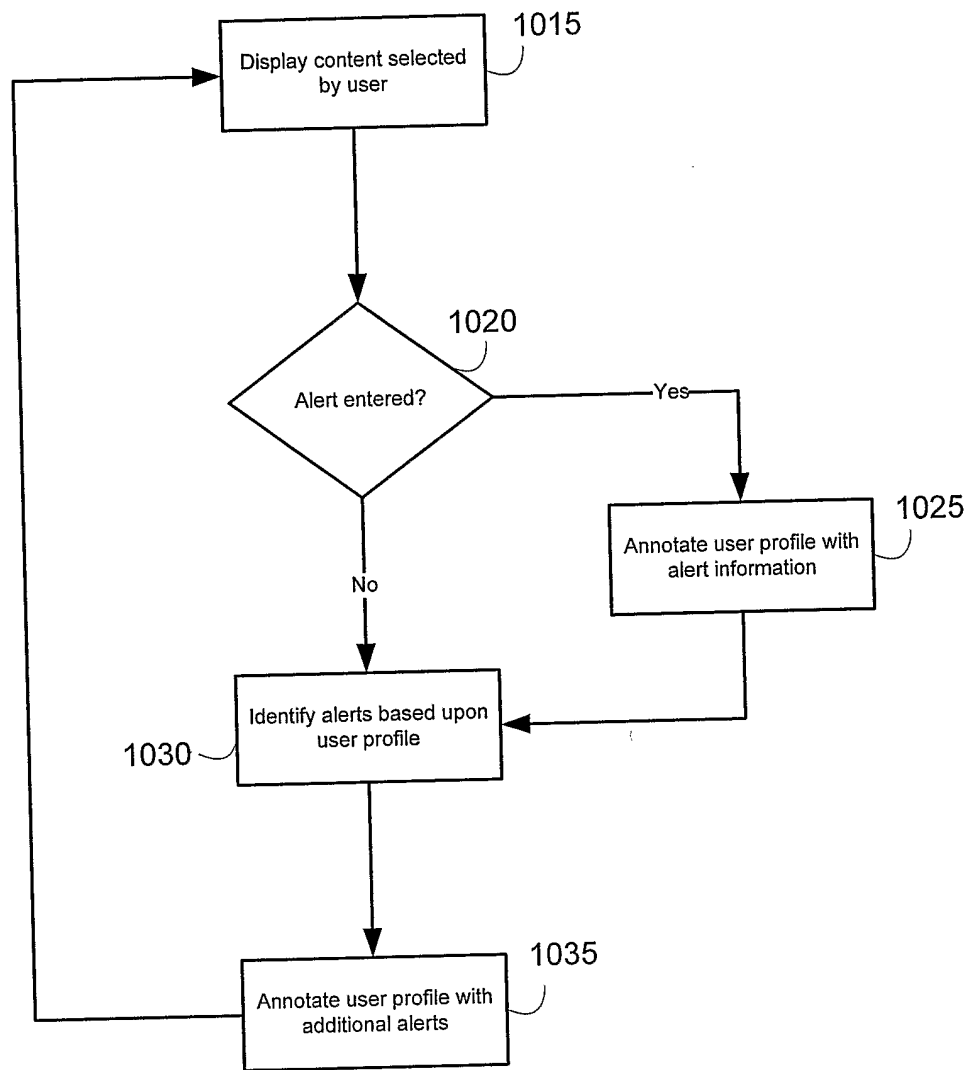 1015
Display content selected
by user
1020
Alert entered?
Yes
1025
Annotate user profile with
alert information
No
Identify alerts based upon
user profile
1030
1035
Annotate user profile with
additional alerts